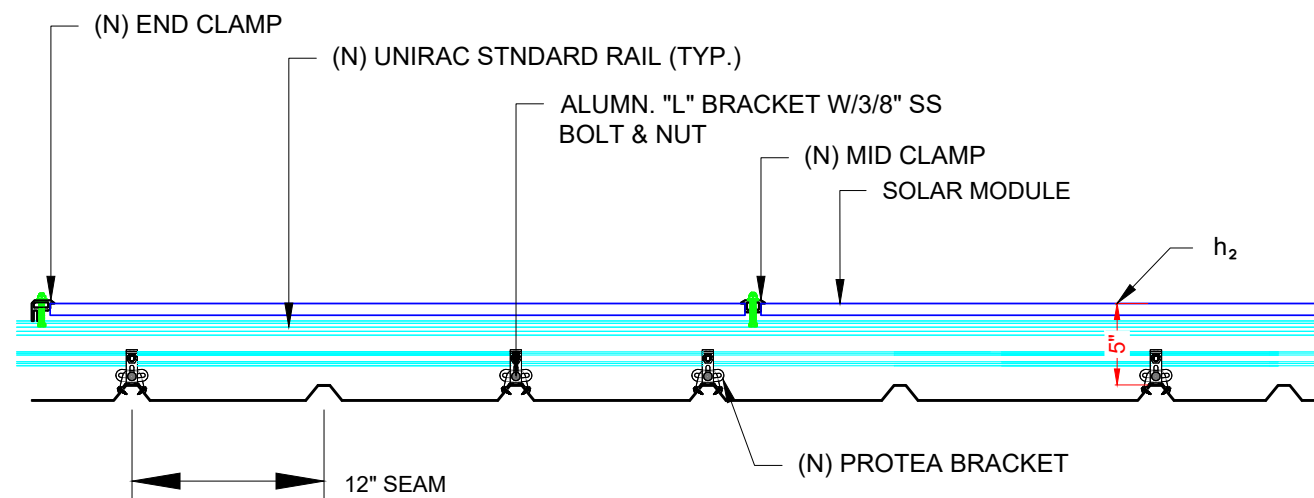 (N) END CLAMP
(N) UNIRAC STNDARD RAIL (TYP.)
ALUMN. "L" BRACKET W/3/8" SS
BOLT & NUT
(N) MID CLAMP
SOLAR MODULE
h₂
5"
(N) PROTEA BRACKET
12" SEAM